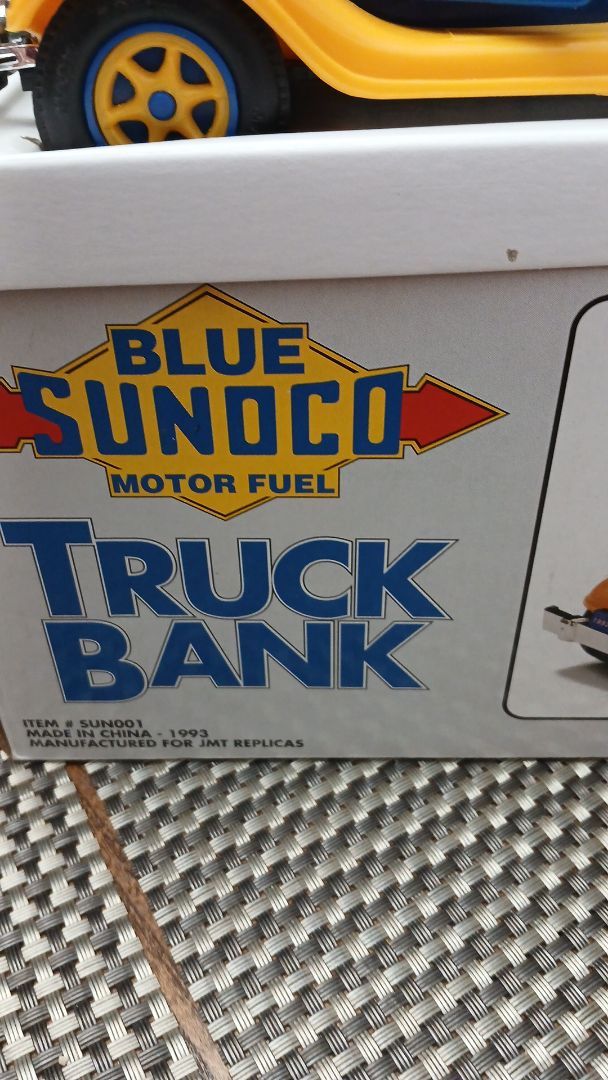 BLUE
SUNOCO
MOTOR FUEL
TRUCK
BANK
ITEM # SUN001
MADE IN CHINA - 1993
MANUFACTURED FOR JMT REPLICAS